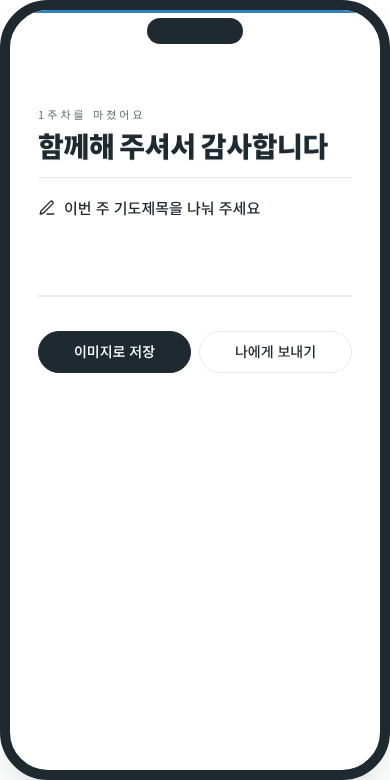 1주차를 마쳤어요
함께해 주셔서 감사합니다
이번 주 기도제목을 나눠 주세요
이미지로 저장
나에게 보내기